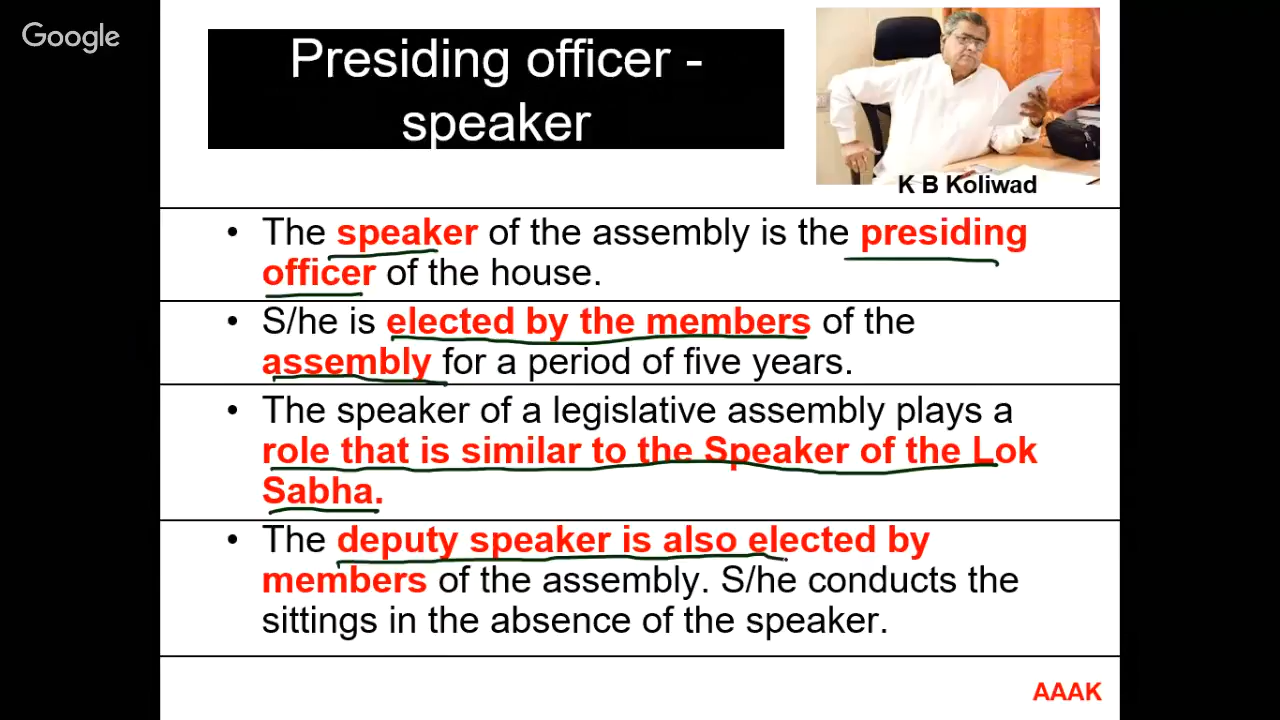 Google
Presiding officer -
speaker
K B Koliwad
• The speaker of the assembly is the presiding
officer of the house.
• S/he is elected by the members of the
assembly for a period of five years.
• The speaker of a legislative assembly plays a
role that is similar to the Speaker of the Lok
Sabha.
• The deputy speaker is also elected by
members of the assembly. S/he conducts the
sittings in the absence of the speaker.
AAAK